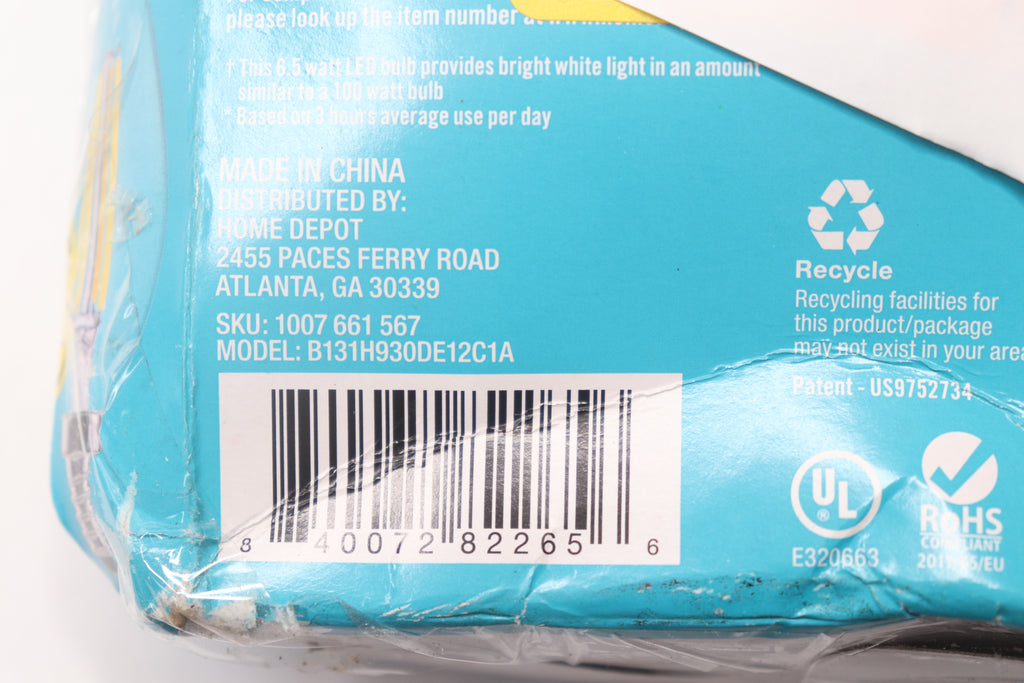 please look up the item number at
† This 6.5 watt LED bulb provides bright white light in an amount
similar to a 100 watt bulb
* Based on 3 hours average use per day
MADE IN CHINA
DISTRIBUTED BY:
HOME DEPOT
2455 PACES FERRY ROAD
ATLANTA, GA 30339
SKU: 1007 661 567
MODEL: B131H930DE12C1A
8 40072 82265 6
Recycle
Recycling facilities for
this product/package
may not exist in your area
Patent - US9752734
UL
®
E320663
RoHS
COMPLIANT
2011/65/EU